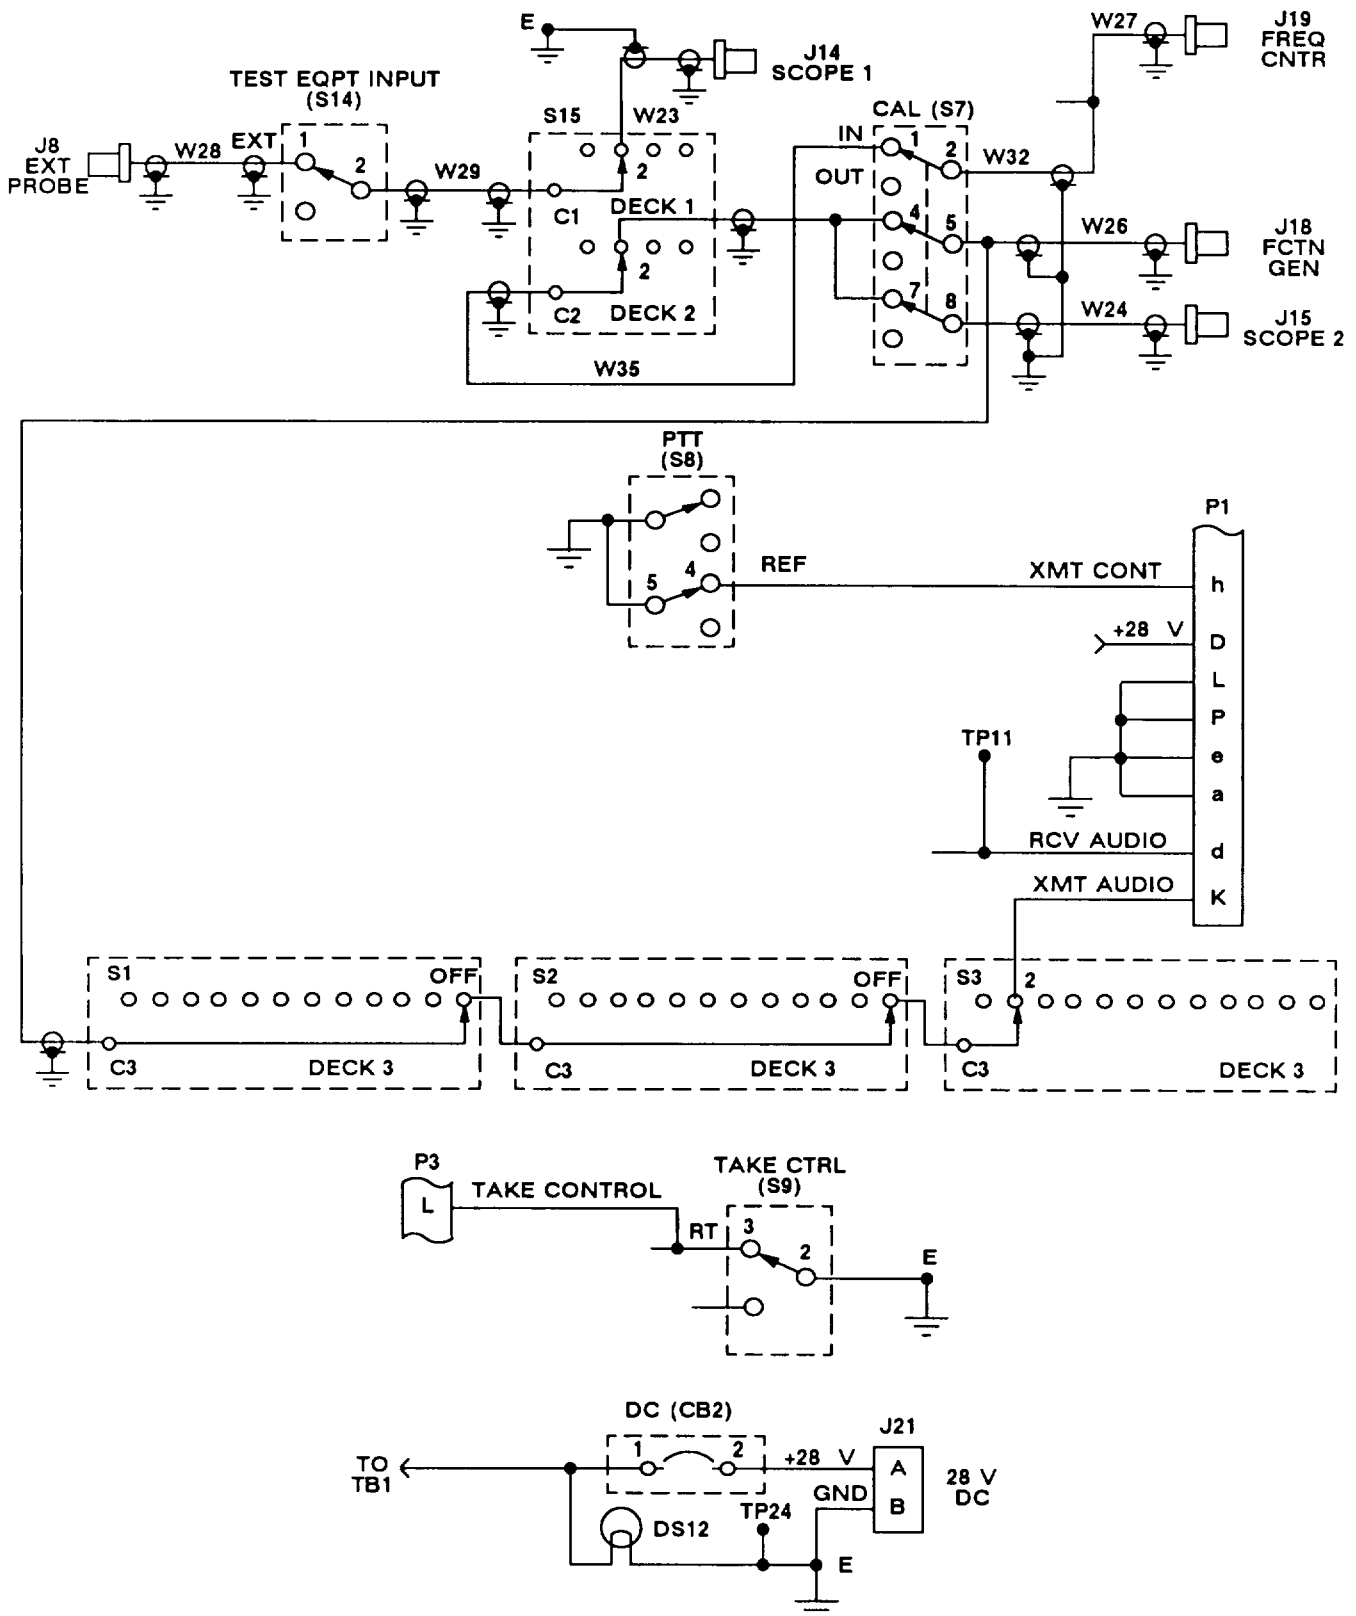 E
W27
J19
FREQ
CNTR
J14
SCOPE 1
TEST EQPT INPUT
(S14)
S15
W23
CAL (S7)
J8
EXT
PROBE
W28
EXT
1
2
W29
C1
2
DECK 1
IN
OUT
1
2
W32
4
5
W26
J18
FCTN
GEN
C2
2
DECK 2
7
8
W24
J15
SCOPE 2
W35
PTT
(S8)
P1
5
4
REF
XMT CONT
h
+28 V
D
L
P
e
a
TP11
RCV AUDIO
d
XMT AUDIO
K
S1
OFF
C3
DECK 3
S2
OFF
C3
DECK 3
S3
2
C3
DECK 3
P3
L
TAKE CONTROL
TAKE CTRL
(S9)
RT
3
2
E
DC (CB2)
J21
TO
TB1
1
2
+28 V
A
GND
B
28 V
DC
DS12
TP24
E